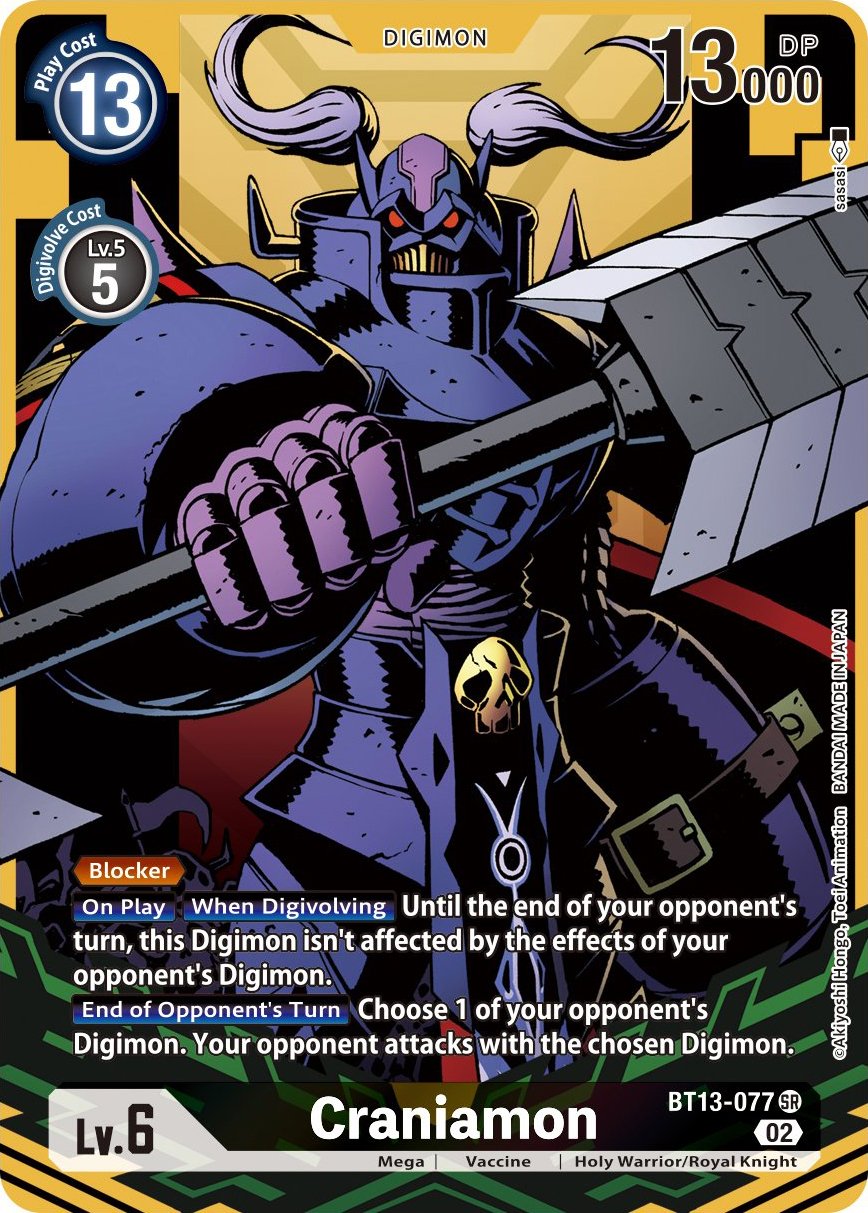 DIGIMON
Play Cost
13
13000
DP
sasasi
Digivolve Cost
Lv.5
5
Blocker
On Play When Digivolving Until the end of your opponent's
turn, this Digimon isn't affected by the effects of your
opponent's Digimon.
End of Opponent's Turn Choose 1 of your opponent's
Digimon. Your opponent attacks with the chosen Digimon.
©Akiyoshi Hongo, Toei Animation BANDAI MADE IN JAPAN
Lv.6
Craniamon
BT13-077 SR
02
Mega | Vaccine | Holy Warrior/Royal Knight